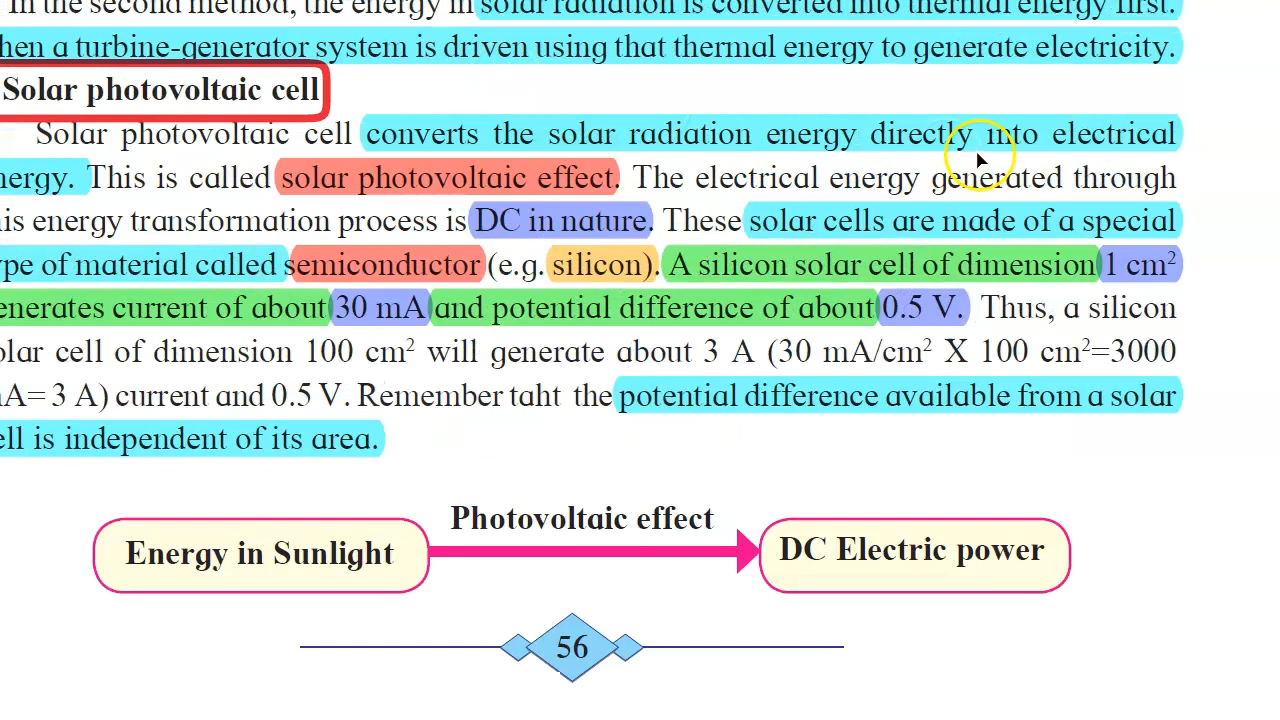 In the second method, the energy in solar radiation is converted into thermal energy first.
hen a turbine-generator system is driven using that thermal energy to generate electricity.
Solar photovoltaic cell
Solar photovoltaic cell converts the solar radiation energy directly into electrical
nergy. This is called solar photovoltaic effect. The electrical energy generated through
his energy transformation process is DC in nature. These solar cells are made of a special
ype of material called semiconductor (e.g. silicon). A silicon solar cell of dimension 1 cm²
enerates current of about 30 mA and potential difference of about 0.5 V. Thus, a silicon
olar cell of dimension 100 cm² will generate about 3 A (30 mA/cm² X 100 cm²=3000
mA= 3 A) current and 0.5 V. Remember taht the potential difference available from a solar
ell is independent of its area.
Photovoltaic effect
Energy in Sunlight
DC Electric power
56